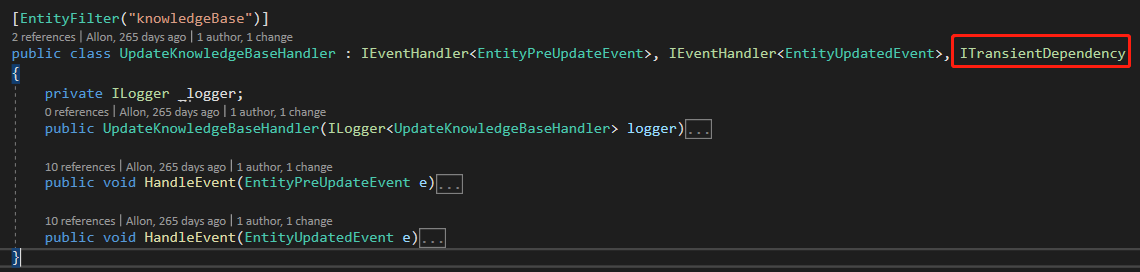 [EntityFilter("knowledgeBase")]
2 references | Allon, 265 days ago | 1 author, 1 change
public class UpdateKnowledgeBaseHandler : IEventHandler<EntityPreUpdateEvent>, IEventHandler<EntityUpdatedEvent>, ITransientDependency
{
private ILogger _logger;
0 references | Allon, 265 days ago | 1 author, 1 change
public UpdateKnowledgeBaseHandler(ILogger<UpdateKnowledgeBaseHandler> logger)...
10 references | Allon, 265 days ago | 1 author, 1 change
public void HandleEvent(EntityPreUpdateEvent e)...
10 references | Allon, 265 days ago | 1 author, 1 change
public void HandleEvent(EntityUpdatedEvent e)...
}